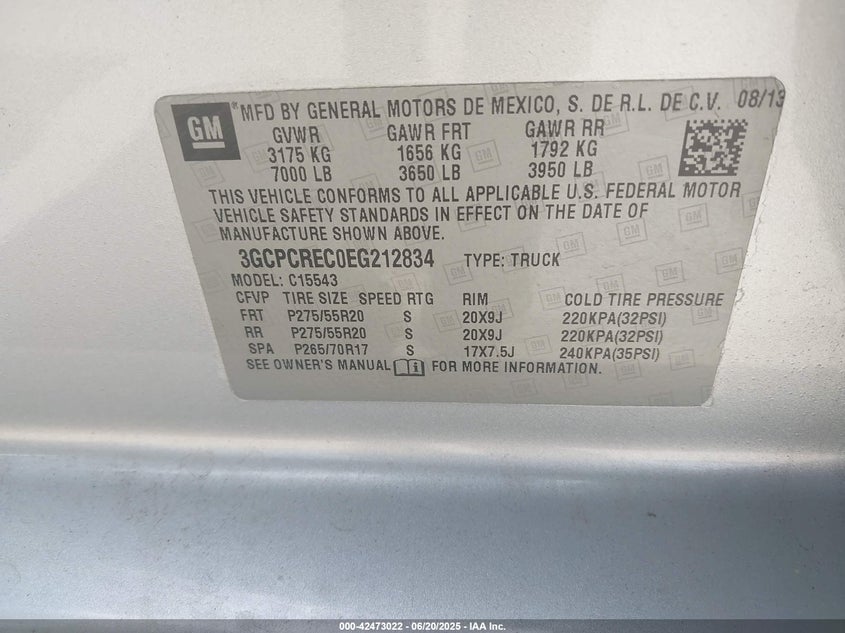 GM
®MFD BY GENERAL MOTORS DE MEXICO, S. DE R.L. DE C.V. 08/13
GVWR GAWR FRT GAWR RR
3175 KG 1656 KG 1792 KG
7000 LB 3650 LB 3950 LB
THIS VEHICLE CONFORMS TO ALL APPLICABLE U.S. FEDERAL MOTOR
VEHICLE SAFETY STANDARDS IN EFFECT ON THE DATE OF
MANUFACTURE SHOWN ABOVE.
3GCPCREC0EG212834 TYPE: TRUCK
MODEL: C15543
CFVP TIRE SIZE SPEED RTG RIM COLD TIRE PRESSURE
FRT P275/55R20 S 20X9J 220KPA(32PSI)
RR P275/55R20 S 20X9J 220KPA(32PSI)
SPA P265/70R17 S 17X7.5J 240KPA(35PSI)
SEE OWNER'S MANUAL FOR MORE INFORMATION.
000-42473022 - 06/20/2025 - IAA Inc.